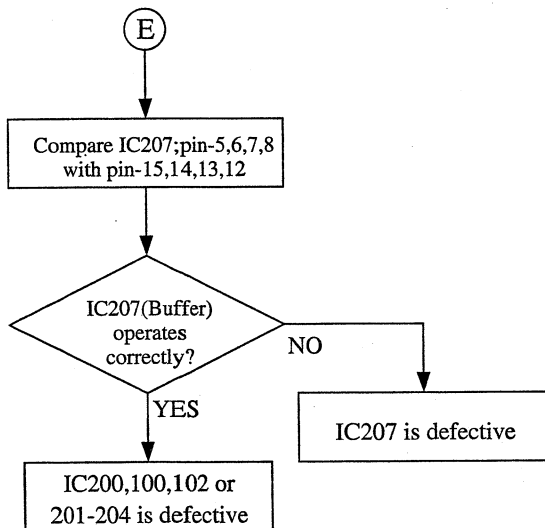 E
Compare IC207;pin-5,6,7,8
with pin-15,14,13,12
IC207(Buffer)
operates
correctly?
NO
YES
IC207 is defective
IC200,100,102 or
201-204 is defective